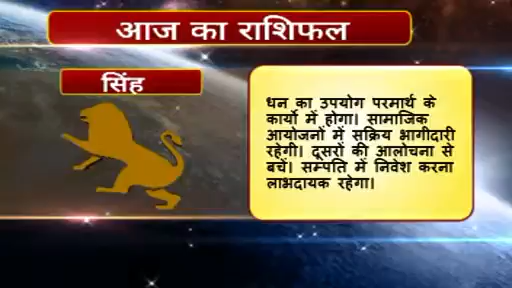 आज का राशिफल
सिंह
धन का उपयोग परमार्थ के
कार्यो में होगा। सामाजिक
आयोजनों में सक्रिय भागीदारी
रहेगी। दूसरों की आलोचना से
बचें। सम्पति में निवेश करना
लाभदायक रहेगा।